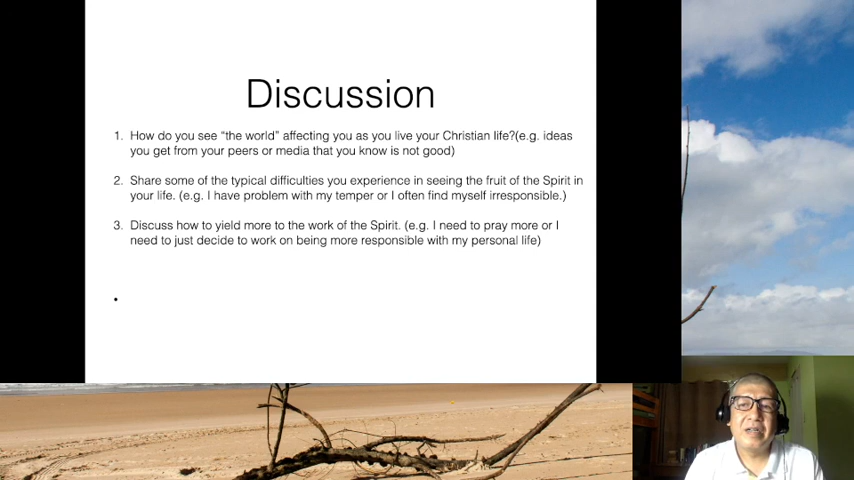 Discussion
1. How do you see “the world” affecting you as you live your Christian life?(e.g. ideas
you get from your peers or media that you know is not good)
2. Share some of the typical difficulties you experience in seeing the fruit of the Spirit in
your life. (e.g. I have problem with my temper or I often find myself irresponsible.)
3. Discuss how to yield more to the work of the Spirit. (e.g. I need to pray more or I
need to just decide to work on being more responsible with my personal life)
•